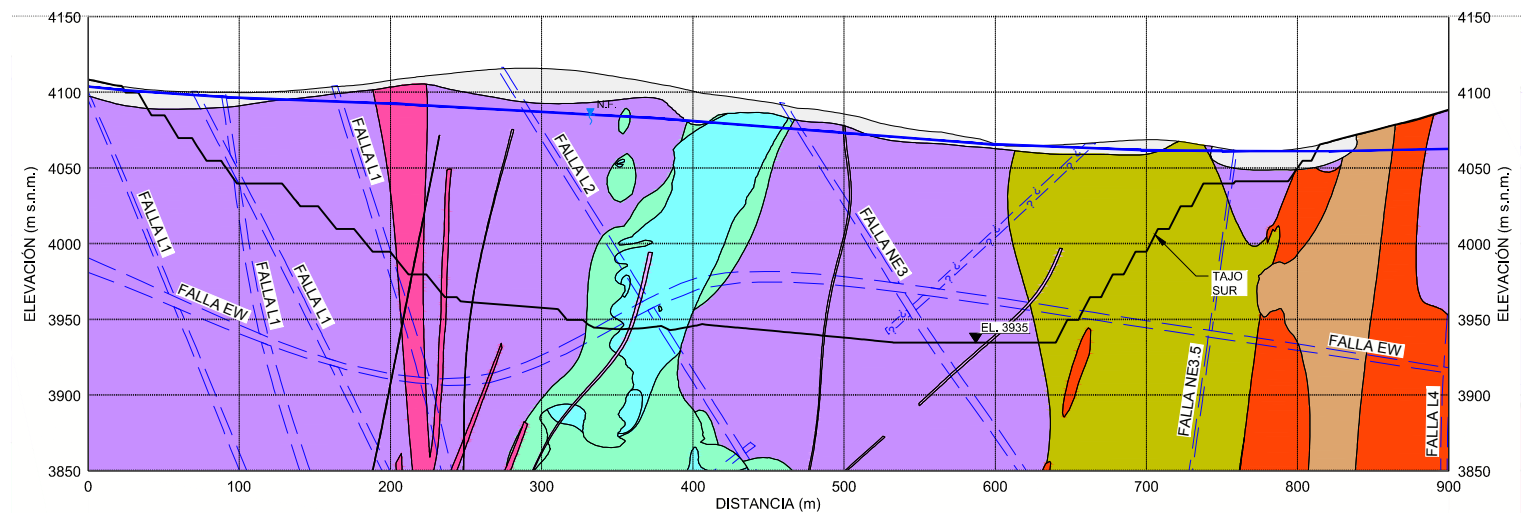 4150
4100
4050
4000
3950
3900
3850
ELEVACIÓN (m s.n.m.)
4150
4100
4050
4000
3950
3900
3850
ELEVACIÓN (m s.n.m.)
N.F.
FALLA L1
FALLA L1
FALLA L1
FALLA L1
FALLA L2
FALLA NE3
FALLA EW
TAJO
SUR
EL. 3935
FALLA EW
FALLA NE3.5
FALLA L4
?
?
?
?
?
?
?
?
0
100
200
300
400
500
600
700
800
900
DISTANCIA (m)